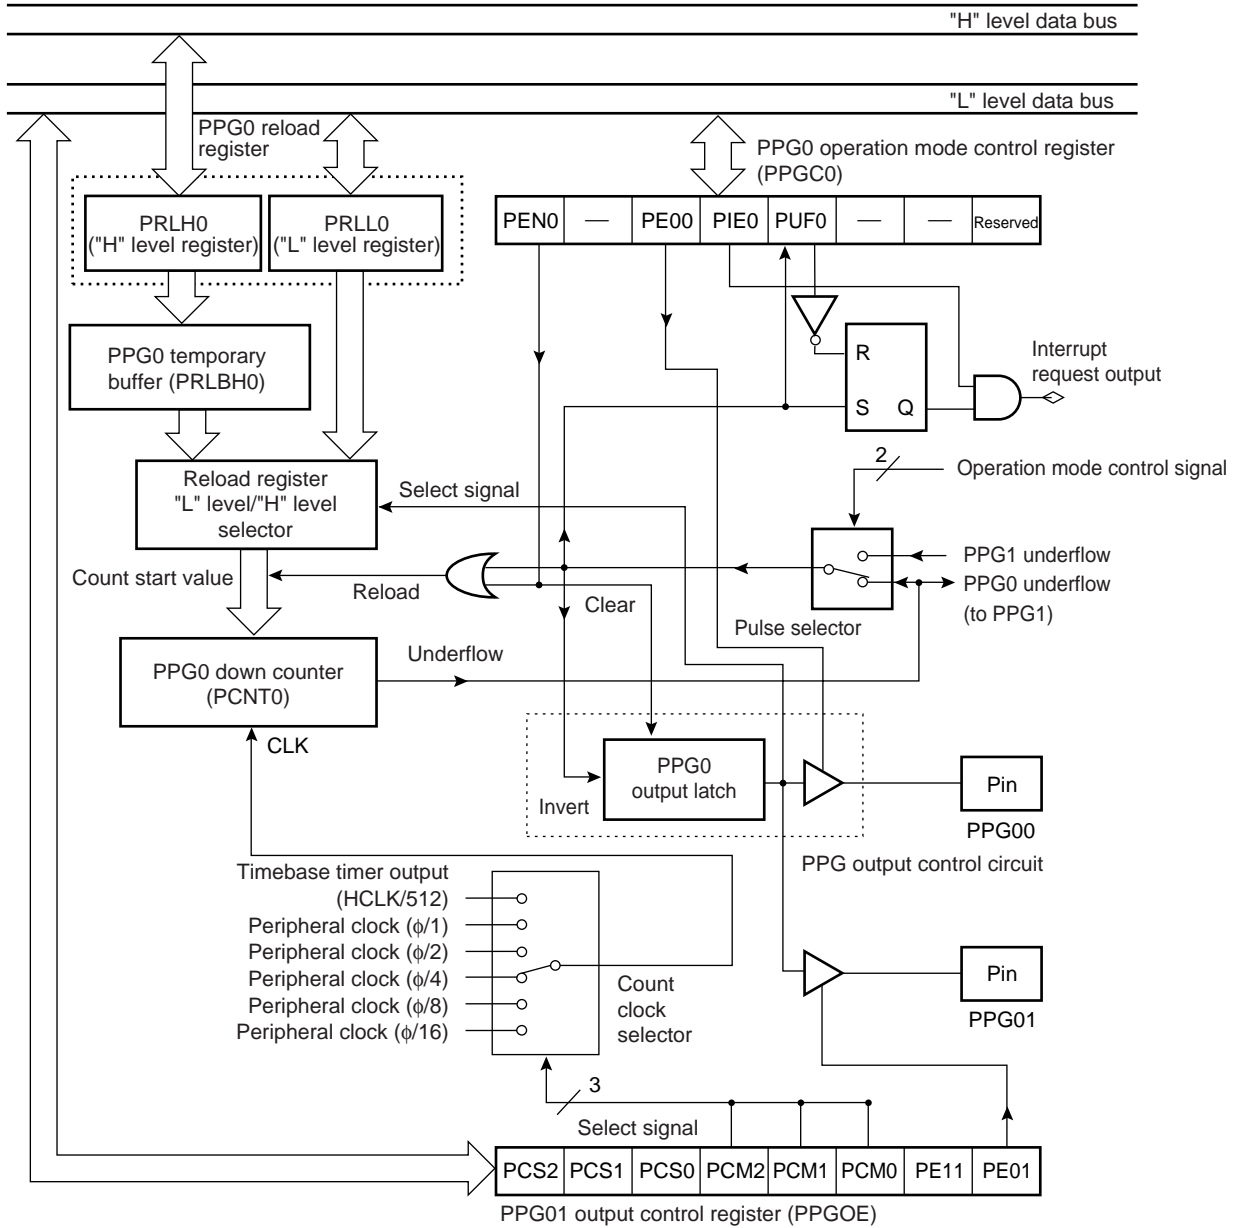 "H" level data bus
"L" level data bus
PPG0 reload
register
PPG0 operation mode control register
(PPGC0)
PRLH0
("H" level register)
PRLL0
("L" level register)
PEN0 — PE00 PIE0 PUF0 — — Reserved
PPG0 temporary
buffer (PRLBH0)
R
S Q
Interrupt
request output
Reload register
"L" level/"H" level
selector
Select signal
2
Operation mode control signal
Count start value
Reload
Clear
PPG1 underflow
PPG0 underflow
(to PPG1)
Pulse selector
PPG0 down counter
(PCNT0)
Underflow
CLK
PPG0
output latch
Invert
Pin
PPG00
PPG output control circuit
Timebase timer output
(HCLK/512)
Peripheral clock (ϕ/1)
Peripheral clock (ϕ/2)
Peripheral clock (ϕ/4)
Peripheral clock (ϕ/8)
Peripheral clock (ϕ/16)
Count
clock
selector
Pin
PPG01
3
Select signal
PCS2 PCS1 PCS0 PCM2 PCM1 PCM0 PE11 PE01
PPG01 output control register (PPGOE)